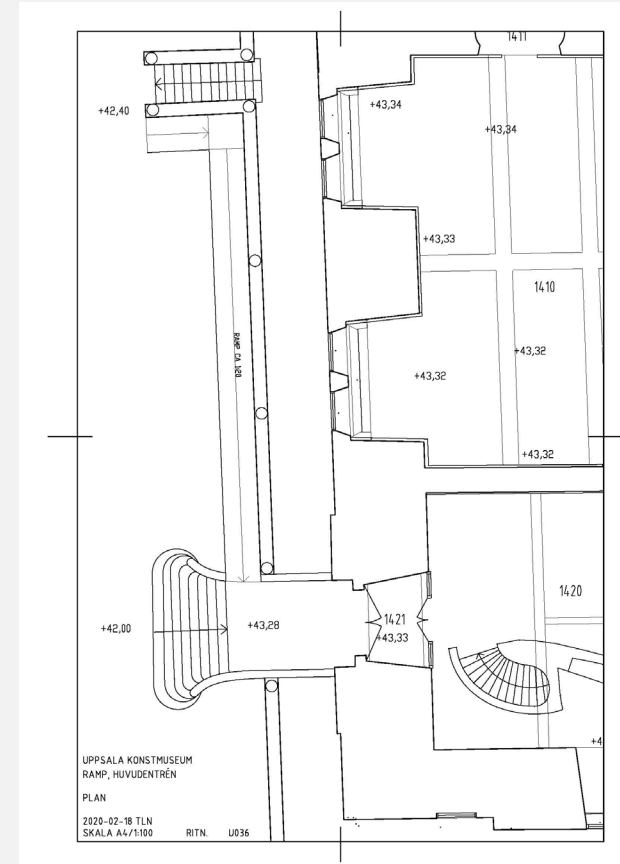 1411
+43,34
+42,40
+43,34
+43,33
1410
RAMP CA 1:20
+43,32
+43,32
+43,32
1420
1421
+42,00
+43,28
+43,33
+4
UPPSALA KONSTMUSEUM
RAMP, HUVUDENTRÉN
PLAN
2020-02-18 TLN
SKALA A4/1:100 RITN. U036